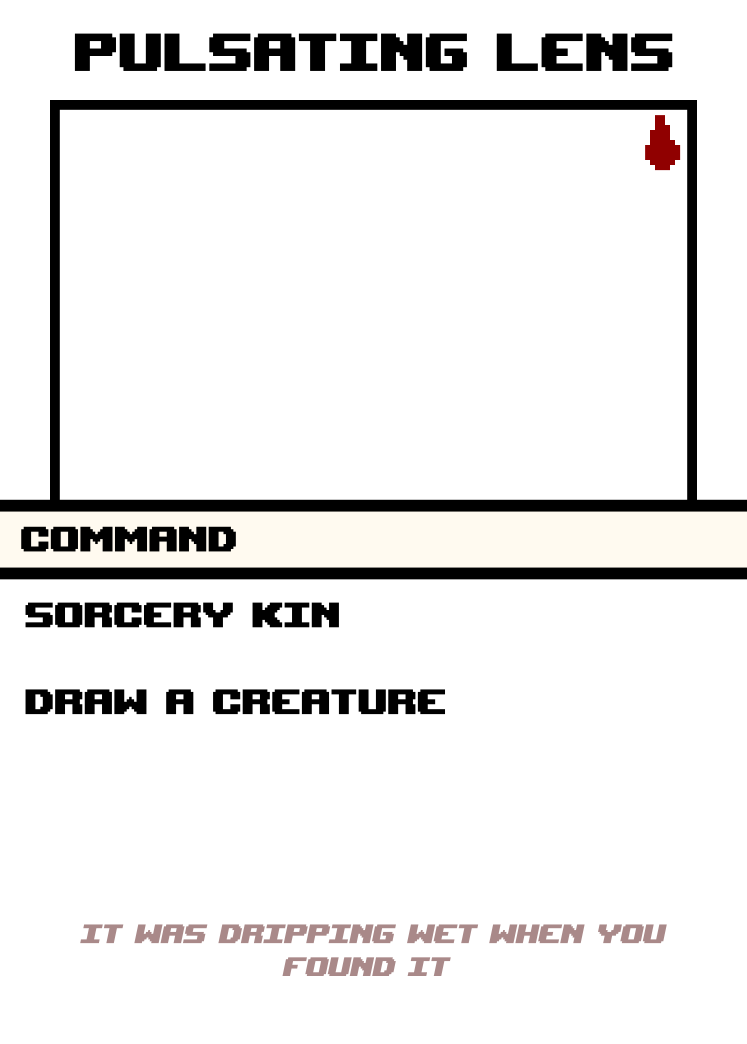 PULSATING LENS
COMMAND
SORCERY KIN
DRAW A CREATURE
IT WAS DRIPPING WET WHEN YOU
FOUND IT